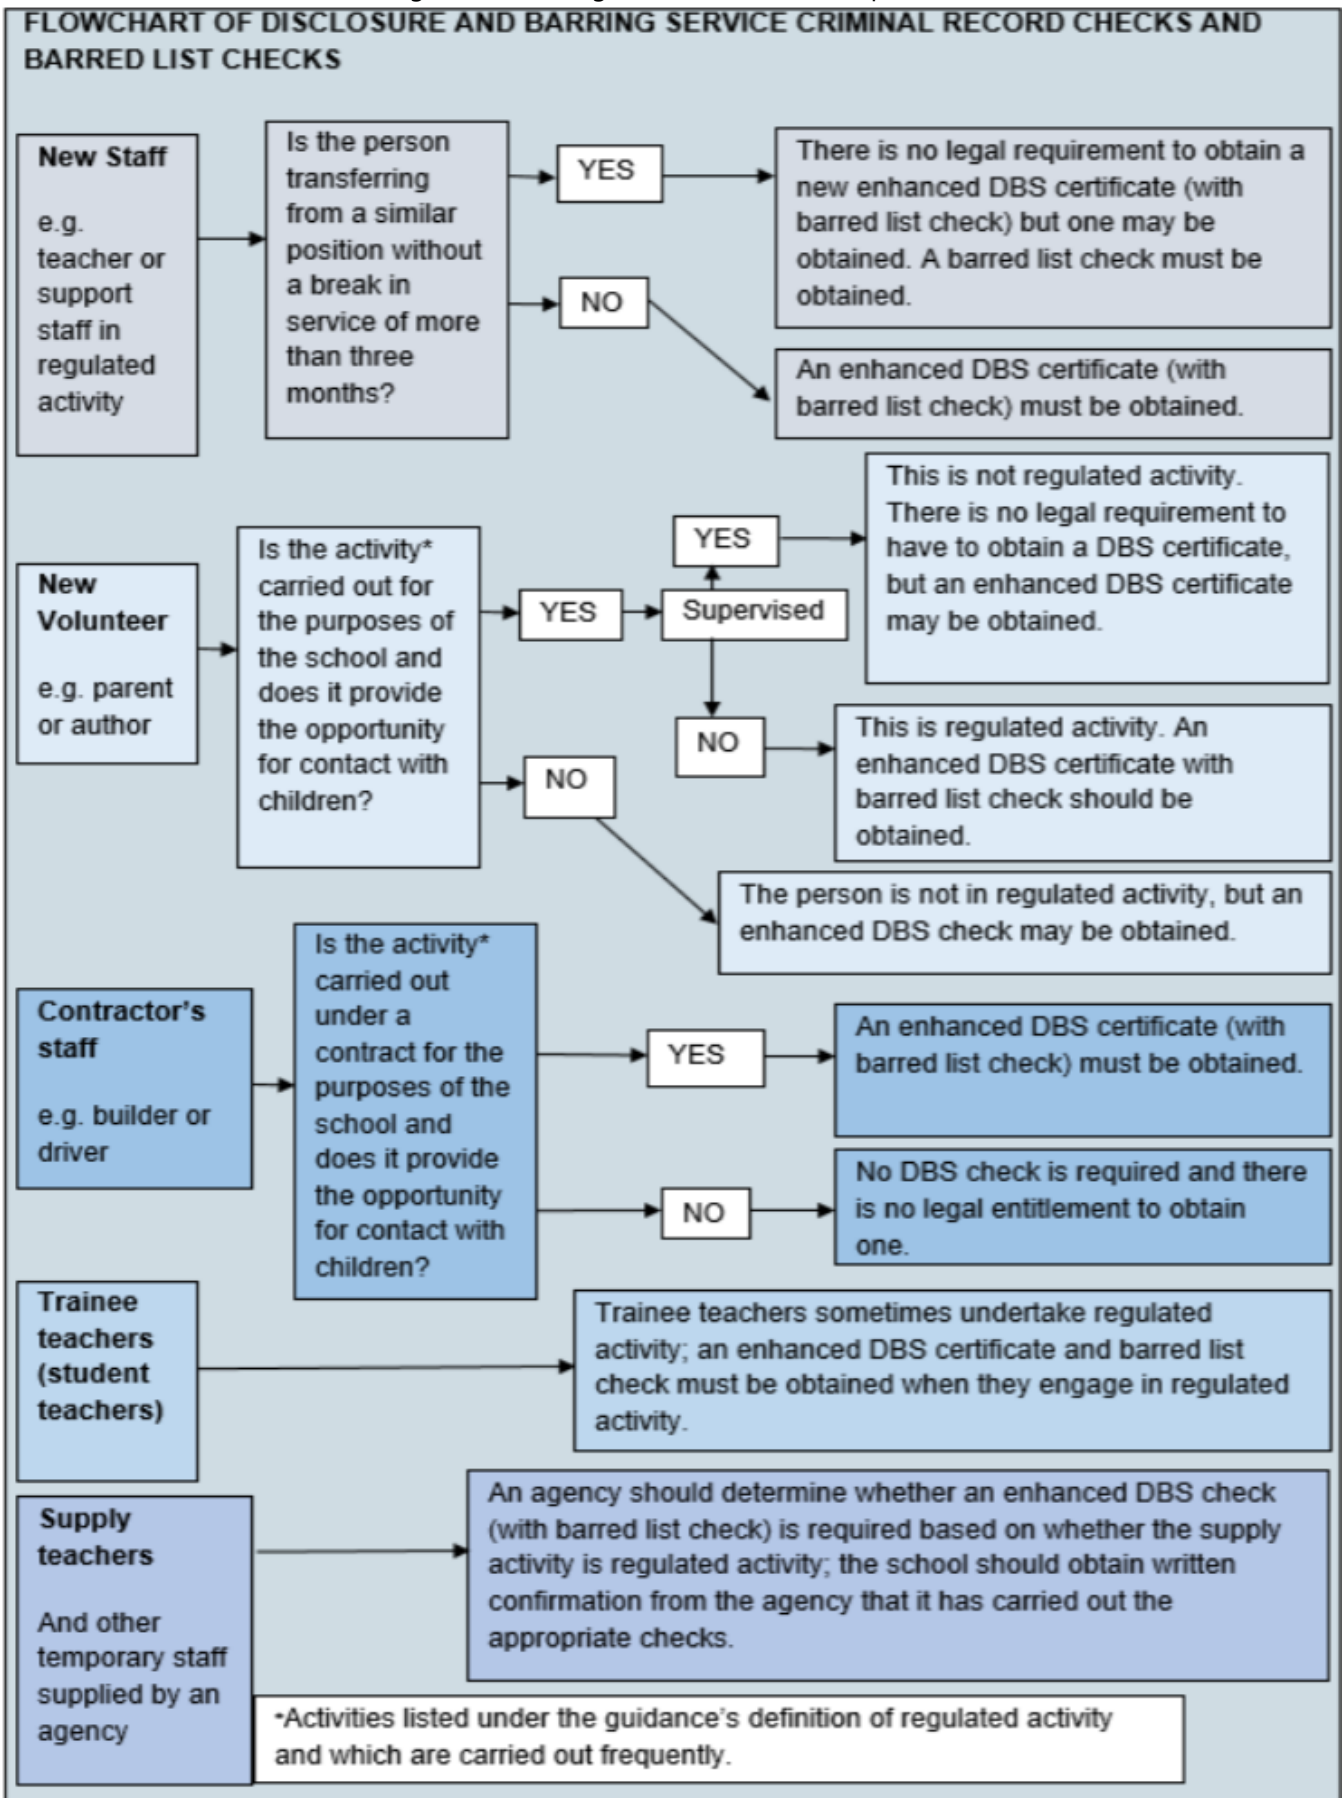 FLOWCHART OF DISCLOSURE AND BARRING SERVICE CRIMINAL RECORD CHECKS AND
BARRED LIST CHECKS
New Staff
e.g.
teacher or
support
staff in
regulated
activity
Is the person
transferring
from a similar
position without
a break in
service of more
than three
months?
YES
There is no legal requirement to obtain a
new enhanced DBS certificate (with
barred list check) but one may be
obtained. A barred list check must be
obtained.
NO
An enhanced DBS certificate (with
barred list check) must be obtained.
New
Volunteer
e.g. parent
or author
Is the activity*
carried out for
the purposes of
the school and
does it provide
the opportunity
for contact with
children?
YES
Supervised
YES
This is not regulated activity.
There is no legal requirement to
have to obtain a DBS certificate,
but an enhanced DBS certificate
may be obtained.
NO
This is regulated activity. An
enhanced DBS certificate with
barred list check should be
obtained.
NO
The person is not in regulated activity, but an
enhanced DBS check may be obtained.
Contractor's
staff
e.g. builder or
driver
Is the activity*
carried out
under a
contract for the
purposes of the
school and
does it provide
the opportunity
for contact with
children?
YES
An enhanced DBS certificate (with
barred list check) must be obtained.
NO
No DBS check is required and there
is no legal entitlement to obtain
one.
Trainee
teachers
(student
teachers)
Trainee teachers sometimes undertake regulated
activity; an enhanced DBS certificate and barred list
check must be obtained when they engage in regulated
activity.
Supply
teachers
And other
temporary staff
supplied by an
agency
An agency should determine whether an enhanced DBS check
(with barred list check) is required based on whether the supply
activity is regulated activity; the school should obtain written
confirmation from the agency that it has carried out the
appropriate checks.
*Activities listed under the guidance's definition of regulated activity
and which are carried out frequently.